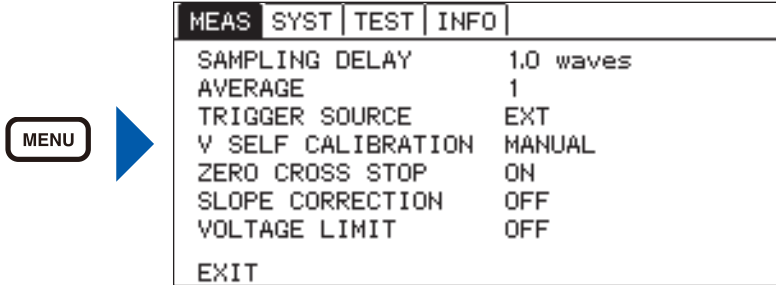 MEAS SYST TEST INFO
SAMPLING DELAY 1.0 waves
AVERAGE 1
TRIGGER SOURCE EXT
MENU
V SELF CALIBRATION MANUAL
ZERO CROSS STOP ON
SLOPE CORRECTION OFF
VOLTAGE LIMIT OFF
EXIT